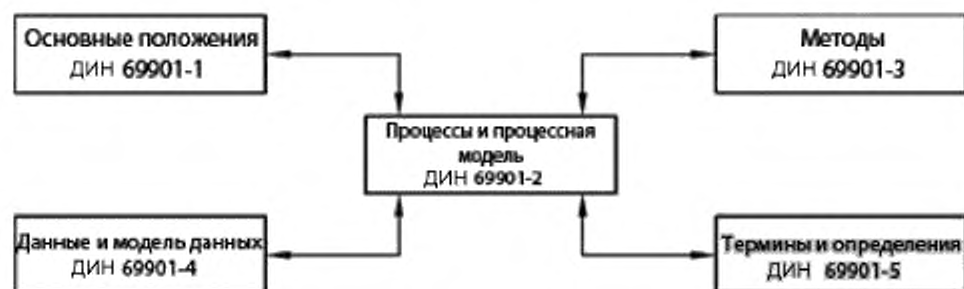 Основные положения
ДИН 69901-1
Методы
ДИН 69901-3
Процессы и процессная
модель
ДИН 69901-2
Данные и модель данных
ДИН 69901-4
Термины и определения
ДИН 69901-5